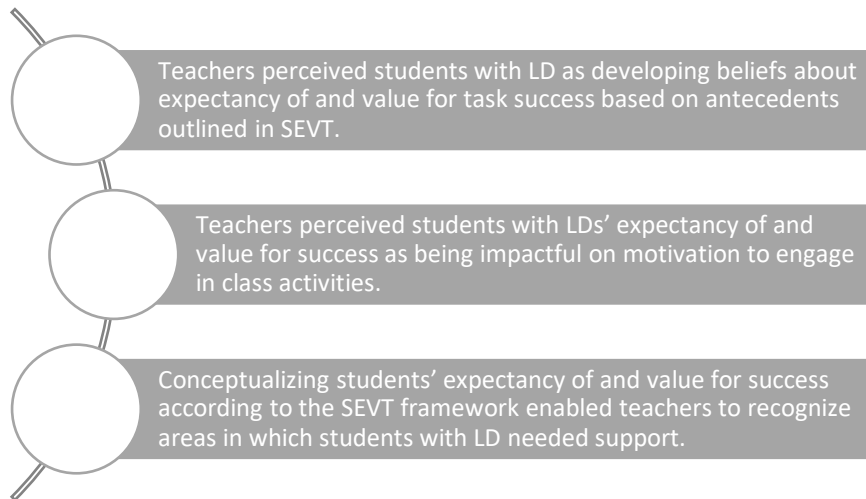 Teachers perceived students with LD as developing beliefs about
expectancy of and value for task success based on antecedents
outlined in SEVT.
Teachers perceived students with LDs’ expectancy of and
value for success as being impactful on motivation to engage
in class activities.
Conceptualizing students’ expectancy of and value for success
according to the SEVT framework enabled teachers to recognize
areas in which students with LD needed support.